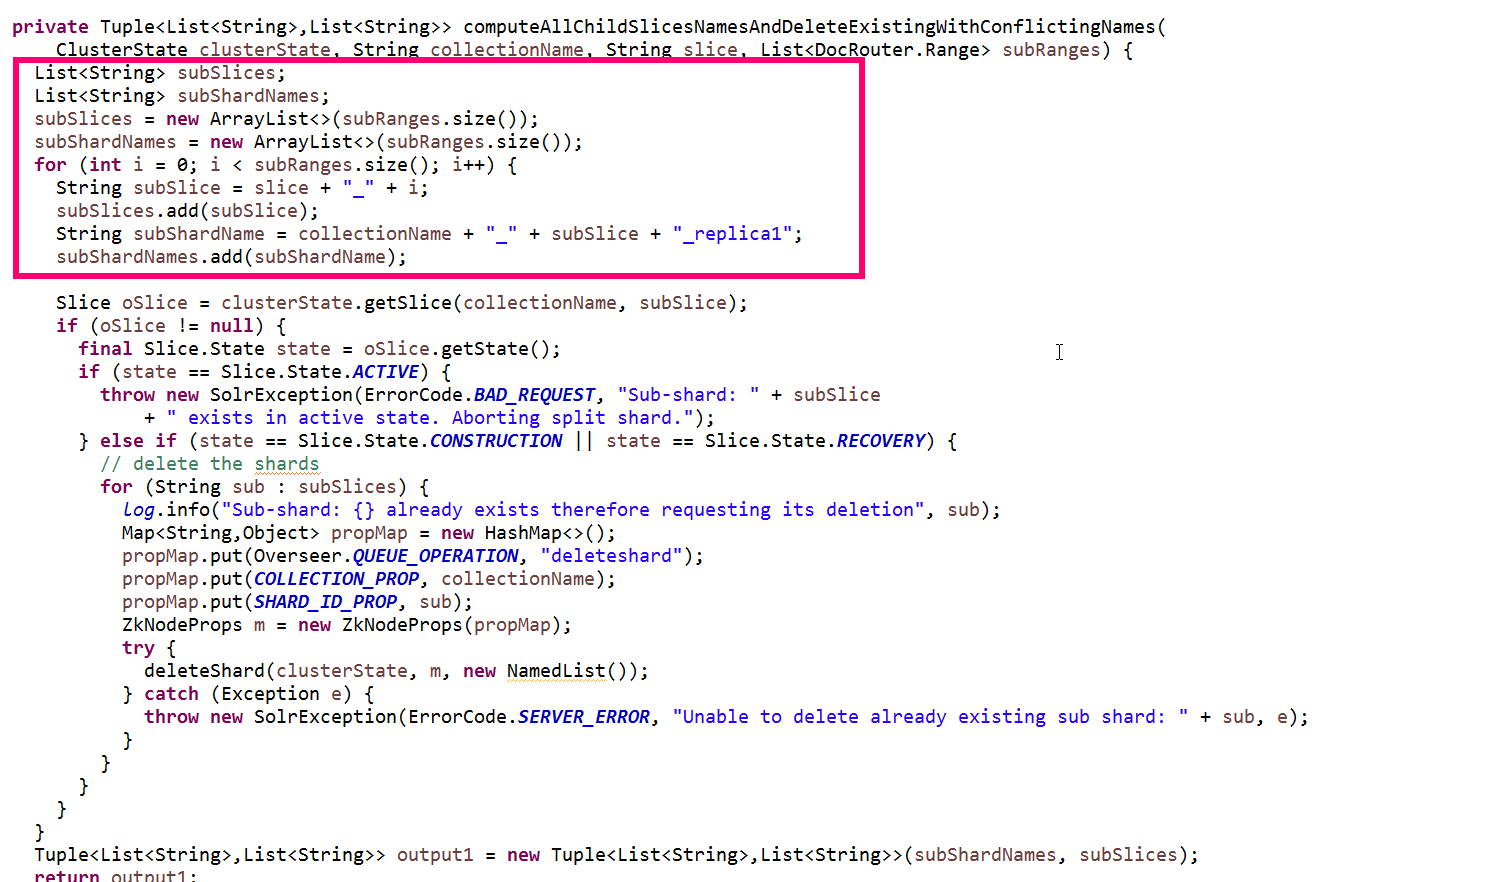 private Tuple<List<String>,List<String>> computeAllChildSlicesNamesAndDeleteExistingWithConflictingNames(
ClusterState clusterState, String collectionName, String slice, List<DocRouter.Range> subRanges) {
List<String> subSlices;
List<String> subShardNames;
subSlices = new ArrayList<>(subRanges.size());
subShardNames = new ArrayList<>(subRanges.size());
for (int i = 0; i < subRanges.size(); i++) {
String subSlice = slice + "_" + i;
subSlices.add(subSlice);
String subShardName = collectionName + "_" + subSlice + "_replica1";
subShardNames.add(subShardName);
Slice oSlice = clusterState.getSlice(collectionName, subSlice);
if (oSlice != null) {
final Slice.State state = oSlice.getState();
if (state == Slice.State.ACTIVE) {
throw new SolrException(ErrorCode.BAD_REQUEST, "Sub-shard: " + subSlice
+ " exists in active state. Aborting split shard.");
} else if (state == Slice.State.CONSTRUCTION || state == Slice.State.RECOVERY) {
// delete the shards
for (String sub : subSlices) {
log.info("Sub-shard: {} already exists therefore requesting its deletion", sub);
Map<String,Object> propMap = new HashMap<>();
propMap.put(Overseer.QUEUE_OPERATION, "deleteshard");
propMap.put(COLLECTION_PROP, collectionName);
propMap.put(SHARD_ID_PROP, sub);
ZkNodeProps m = new ZkNodeProps(propMap);
try {
deleteShard(clusterState, m, new NamedList());
} catch (Exception e) {
throw new SolrException(ErrorCode.SERVER_ERROR, "Unable to delete already existing sub shard: " + sub, e);
}
}
}
}
}
Tuple<List<String>,List<String>> output1 = new Tuple<List<String>,List<String>>(subShardNames, subSlices);
return output1;